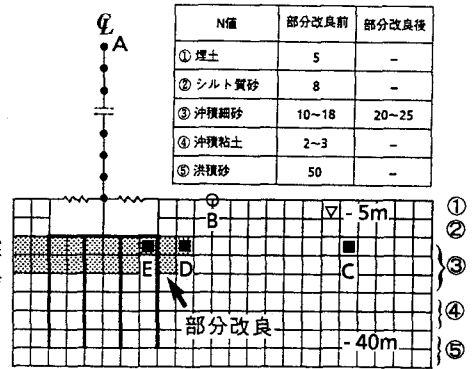 N値 部分改良前 部分改良後
① 埋土 5 −
② シルト質砂 8 −
③ 沖積細砂 10~18 20~25
④ 沖積粘土 2~3 −
⑤ 洪積砂 50 −
℄
A
B
▽ - 5m
①
②
③
④
⑤
E D C
部分改良
- 40m